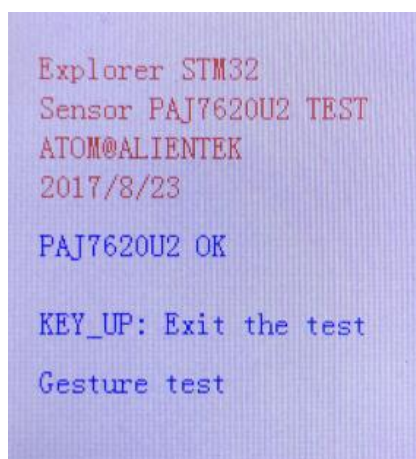 Explorer STM32
Sensor PAJ7620U2 TEST
ATOM@ALIENTEK
2017/8/23
PAJ7620U2 OK
KEY_UP: Exit the test
Gesture test